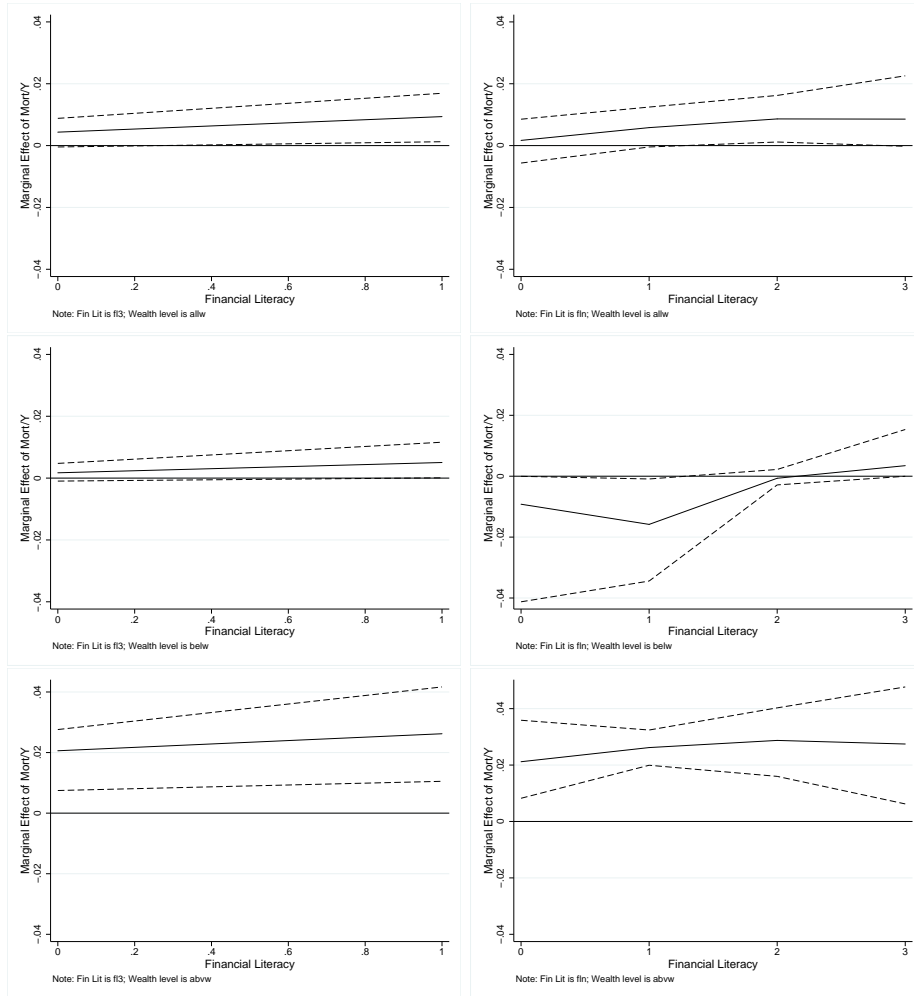 .04
.02
0
-.02
-.04
Marginal Effect of Mort/Y
0 .2 .4 .6 .8 1
Financial Literacy
Note: Fin Lit is fl3; Wealth level is allw
.04
.02
0
-.02
-.04
Marginal Effect of Mort/Y
0 1 2 3
Financial Literacy
Note: Fin Lit is fln; Wealth level is allw
.04
.02
0
-.02
-.04
Marginal Effect of Mort/Y
0 .2 .4 .6 .8 1
Financial Literacy
Note: Fin Lit is fl3; Wealth level is belw
.04
.02
0
-.02
-.04
Marginal Effect of Mort/Y
0 1 2 3
Financial Literacy
Note: Fin Lit is fln; Wealth level is belw
.04
.02
0
-.02
-.04
Marginal Effect of Mort/Y
0 .2 .4 .6 .8 1
Financial Literacy
Note: Fin Lit is fl3; Wealth level is abvw
.04
.02
0
-.02
-.04
Marginal Effect of Mort/Y
0 1 2 3
Financial Literacy
Note: Fin Lit is fln; Wealth level is abvw